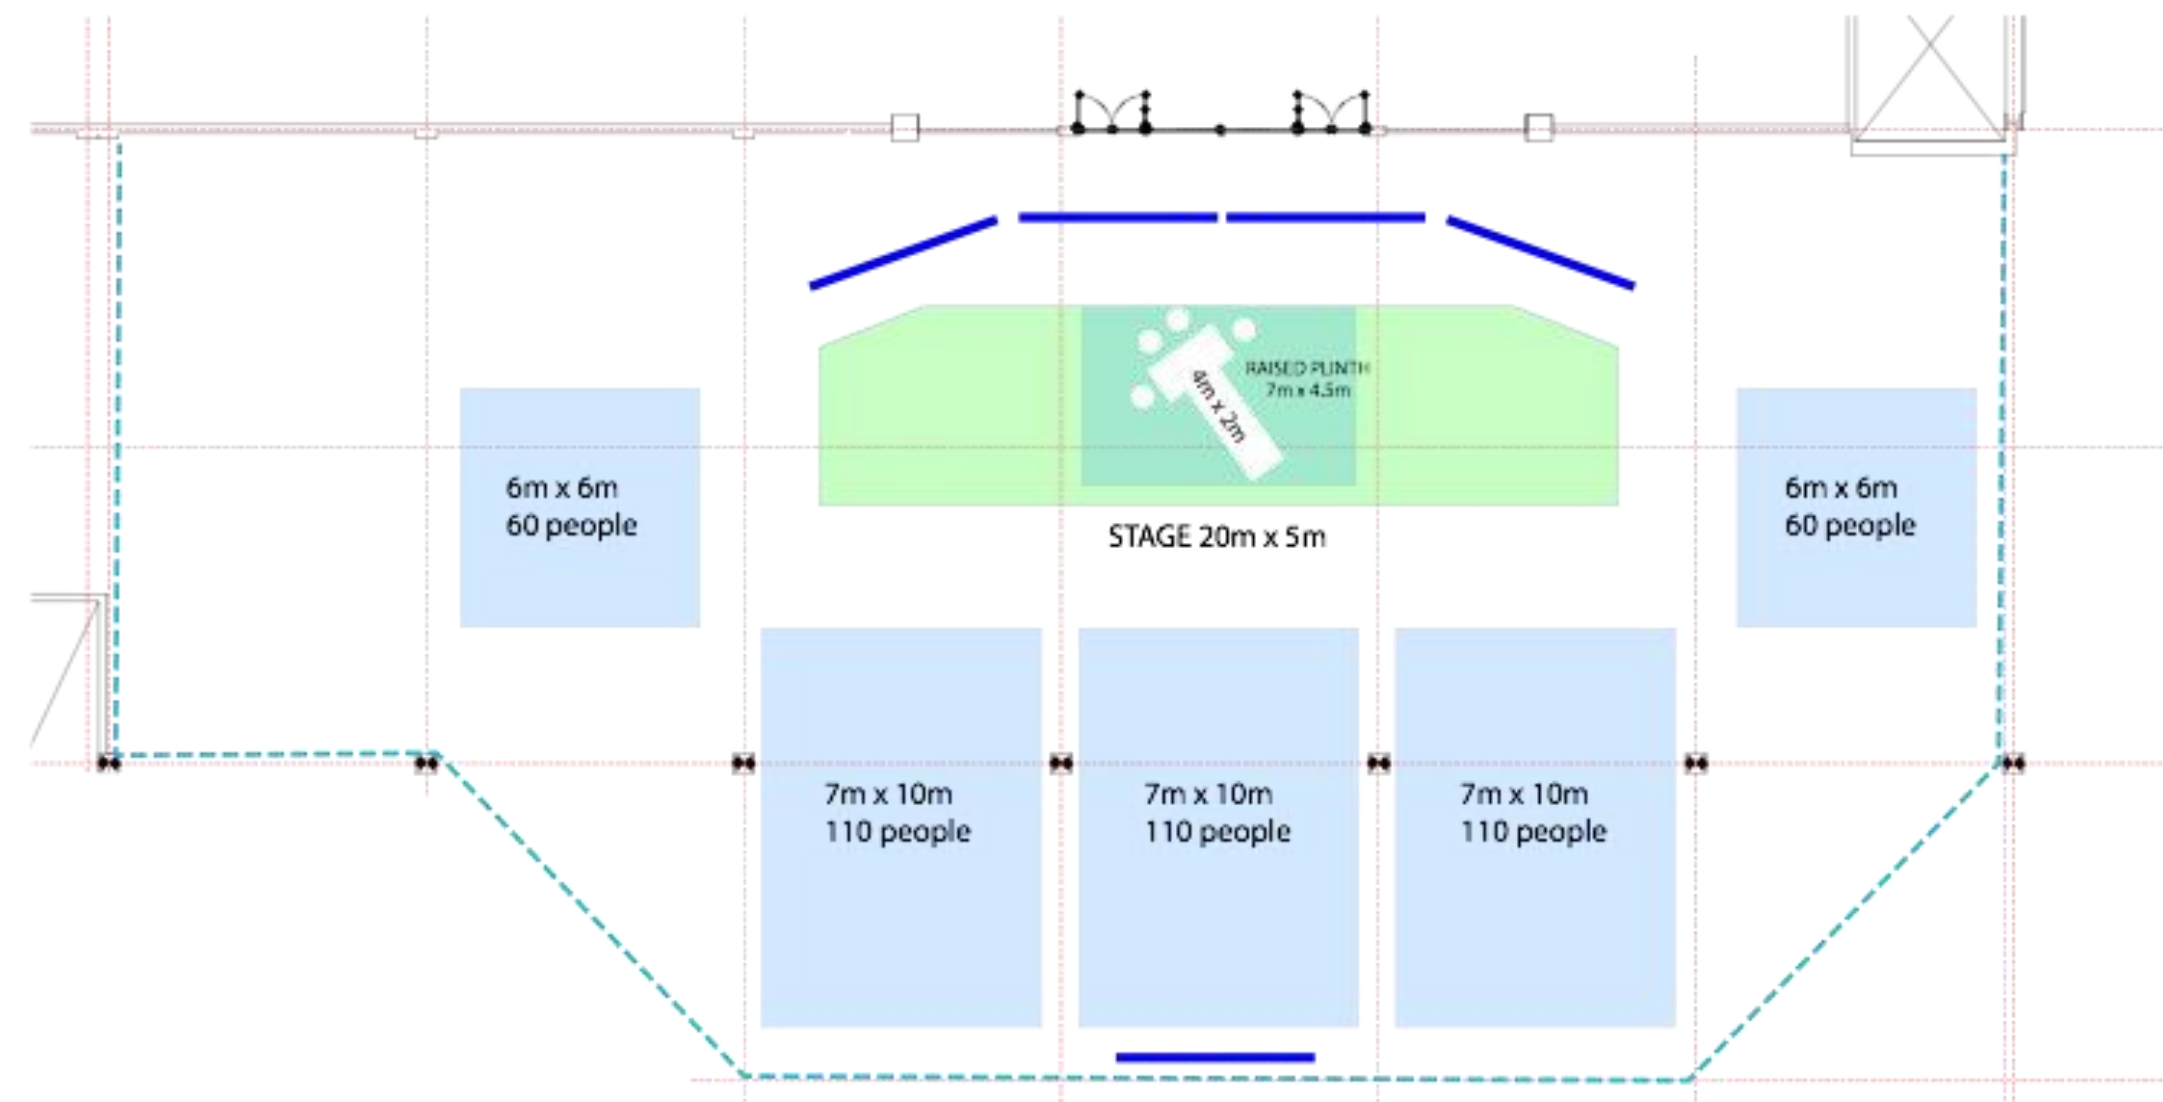 RAISED PLINTH
7m x 4.5m
4m x 2m
6m x 6m
60 people
6m x 6m
60 people
STAGE 20m x 5m
7m x 10m
110 people
7m x 10m
110 people
7m x 10m
110 people